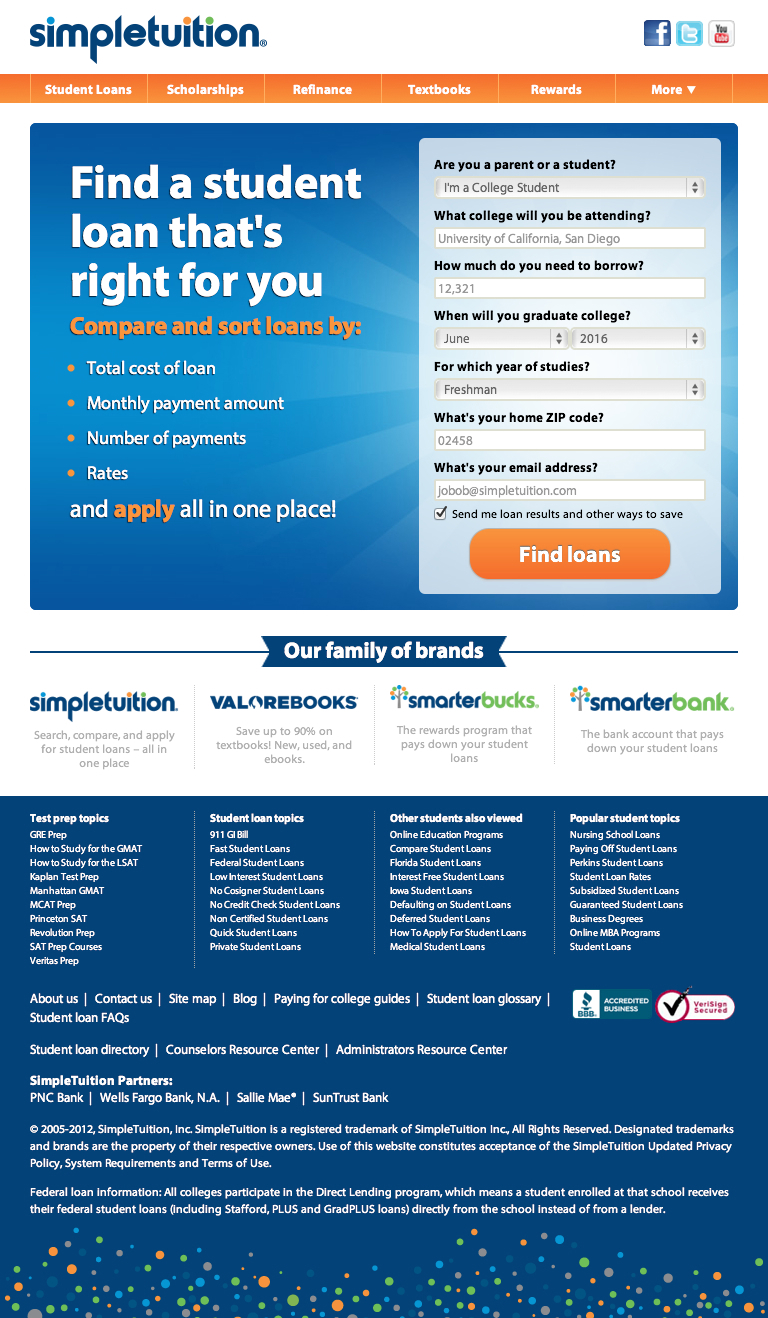 simpletuition®
You Tube
Student Loans
Scholarships
Refinance
Textbooks
Rewards
More ▼
Find a student
loan that's
right for you
Compare and sort loans by:
• Total cost of loan
• Monthly payment amount
• Number of payments
• Rates
and apply all in one place!
Are you a parent or a student?
I'm a College Student
What college will you be attending?
University of California, San Diego
How much do you need to borrow?
12,321
When will you graduate college?
June 2016
For which year of studies?
Freshman
What's your home ZIP code?
02458
What's your email address?
jobob@simpletuition.com
Send me loan results and other ways to save
Find loans
Our family of brands
simpletuition.
Search, compare, and apply
for student loans – all in
one place
VALOREBOOKS
Save up to 90% on
textbooks! New, used, and
ebooks.
smarterbucks.
The rewards program that
pays down your student
loans
smarterbank.
The bank account that pays
down your student loans
Test prep topics
GRE Prep
How to Study for the GMAT
How to Study for the LSAT
Kaplan Test Prep
Manhattan GMAT
MCAT Prep
Princeton SAT
Revolution Prep
SAT Prep Courses
Veritas Prep
Student loan topics
911 GI Bill
Fast Student Loans
Federal Student Loans
Low Interest Student Loans
No Cosigner Student Loans
No Credit Check Student Loans
Non Certified Student Loans
Quick Student Loans
Private Student Loans
Other students also viewed
Online Education Programs
Compare Student Loans
Florida Student Loans
Interest Free Student Loans
Iowa Student Loans
Defaulting on Student Loans
Deferred Student Loans
How To Apply For Student Loans
Medical Student Loans
Popular student topics
Nursing School Loans
Paying Off Student Loans
Perkins Student Loans
Student Loan Rates
Subsidized Student Loans
Guaranteed Student Loans
Business Degrees
Online MBA Programs
Student Loans
About us | Contact us | Site map | Blog | Paying for college guides | Student loan glossary |
Student loan FAQs
BBB. ACCREDITED
BUSINESS
VeriSign
Secured
Student loan directory | Counselors Resource Center | Administrators Resource Center
SimpleTuition Partners:
PNC Bank | Wells Fargo Bank, N.A. | Sallie Mae® | SunTrust Bank
© 2005-2012, SimpleTuition, Inc. SimpleTuition is a registered trademark of SimpleTuition Inc., All Rights Reserved. Designated trademarks
and brands are the property of their respective owners. Use of this website constitutes acceptance of the SimpleTuition Updated Privacy
Policy, System Requirements and Terms of Use.
Federal loan information: All colleges participate in the Direct Lending program, which means a student enrolled at that school receives
their federal student loans (including Stafford, PLUS and GradPLUS loans) directly from the school instead of from a lender.